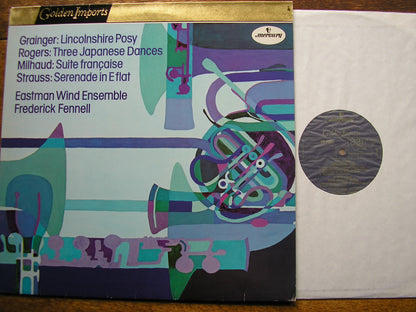 Golden Imports
Grainger: Lincolnshire Posy
Rogers: Three Japanese Dances
Milhaud: Suite française
Strauss: Serenade in E flat
mercury
Eastman Wind Ensemble
Frederick Fennell